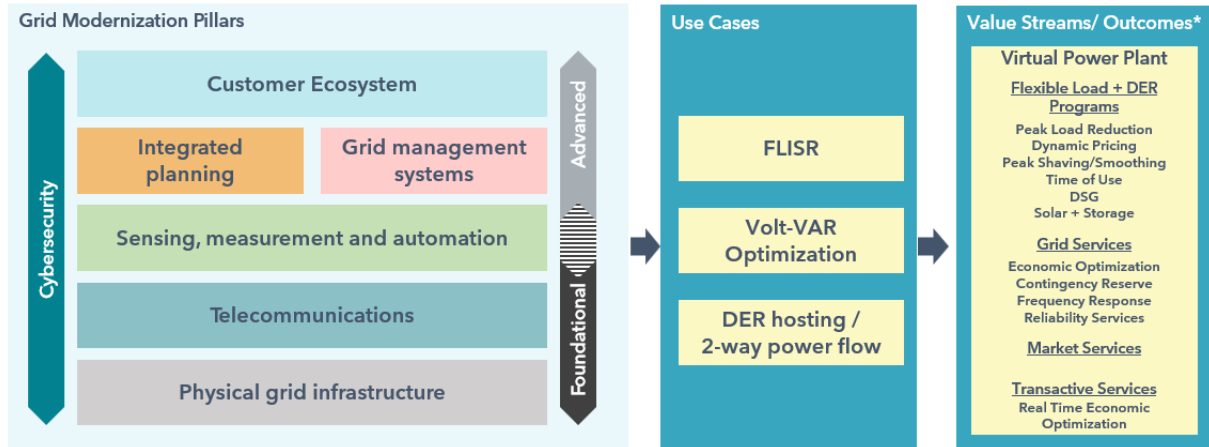 Grid Modernization Pillars
Cybersecurity
Customer Ecosystem
Integrated
planning
Grid management
systems
Sensing, measurement and automation
Telecommunications
Physical grid infrastructure
Advanced
Foundational
Use Cases
FLISR
Volt-VAR
Optimization
DER hosting /
2-way power flow
Value Streams/ Outcomes*
Virtual Power Plant
Flexible Load + DER
Programs
Peak Load Reduction
Dynamic Pricing
Peak Shaving/Smoothing
Time of Use
DSG
Solar + Storage
Grid Services
Economic Optimization
Contingency Reserve
Frequency Response
Reliability Services
Market Services
Transactive Services
Real Time Economic
Optimization